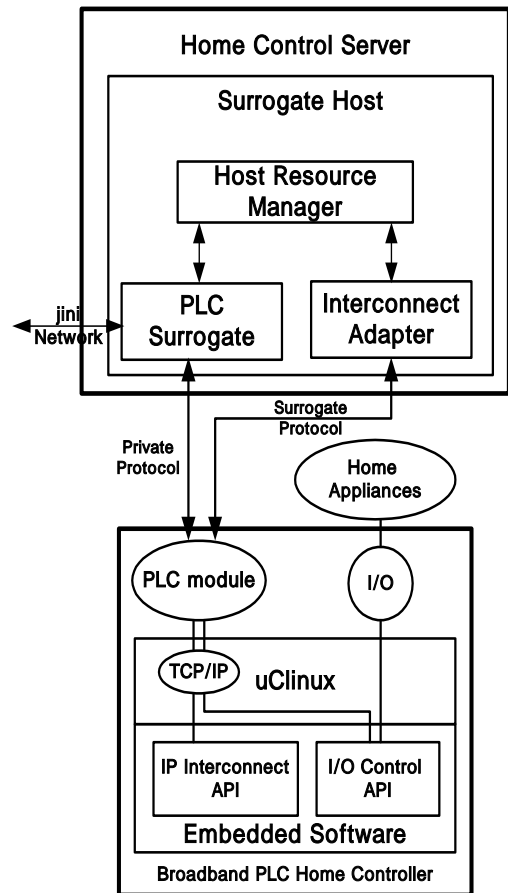 Home Control Server
Surrogate Host
Host Resource
Manager
PLC
Surrogate
Interconnect
Adapter
jini
Network
Surrogate
Protocol
Private
Protocol
Home
Appliances
PLC module
I/O
TCP/IP
uClinux
IP Interconnect
API
I/O Control
API
Embedded Software
Broadband PLC Home Controller